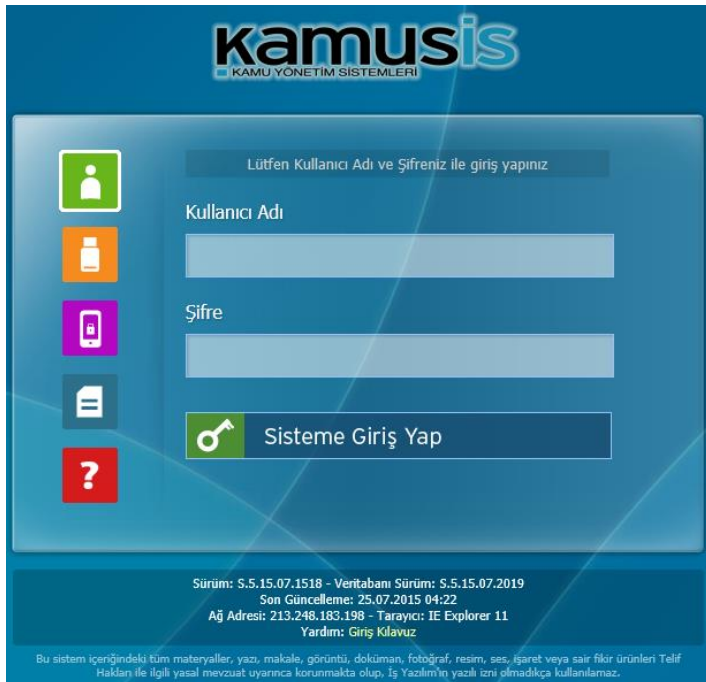 kamusis
KAMU YÖNETİM SİSTEMLERİ
Lütfen Kullanıcı Adı ve Şifreniz ile giriş yapınız
Kullanıcı Adı
Şifre
Sisteme Giriş Yap
?
Sürüm: S.5.15.07.1518 - Veritabanı Sürüm: S.5.15.07.2019
Son Güncelleme: 25.07.2015 04:22
Ağ Adresi: 213.248.183.198 - Tarayıcı: IE Explorer 11
Yardım: Giriş Kılavuz
Bu sistem içeriğindeki tüm materyaller, yazı, makale, görüntü, doküman, fotoğraf, resim, ses, işaret veya sair fikir ürünleri Telif
Hakları ile ilgili yasal mevzuat uyarınca korunmakta olup, İş Yazılım'ın yazılı izni olmadıkça kullanılamaz.